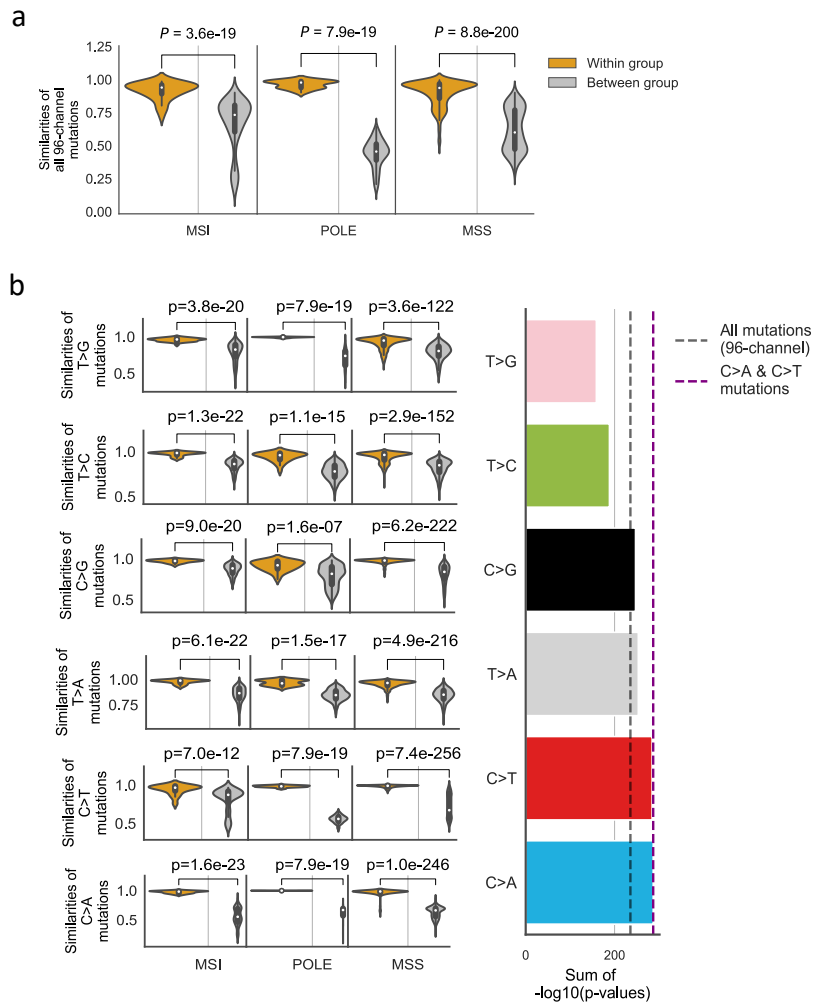 a
P = 3.6e-19
P = 7.9e-19
P = 8.8e-200
1.25
1.00
0.75
0.50
0.25
0.00
Similarities of
all 96-channel
mutations
MSI
POLE
MSS
Within group
Between group
b
p=3.8e-20
p=7.9e-19
p=3.6e-122
Similarities of
T>G
mutations
1.0
0.5
p=1.3e-22
p=1.1e-15
p=2.9e-152
Similarities of
T>C
mutations
1.0
0.5
p=9.0e-20
p=1.6e-07
p=6.2e-222
Similarities of
C>G
mutations
1.0
0.5
p=6.1e-22
p=1.5e-17
p=4.9e-216
Similarities of
T>A
mutations
1.00
0.75
p=7.0e-12
p=7.9e-19
p=7.4e-256
Similarities of
C>T
mutations
1.0
0.5
p=1.6e-23
p=7.9e-19
p=1.0e-246
Similarities of
C>A
mutations
1.0
0.5
MSI
POLE
MSS
T>G
T>C
C>G
T>A
C>T
C>A
0
200
Sum of
-log10(p-values)
All mutations
(96-channel)
C>A & C>T
mutations